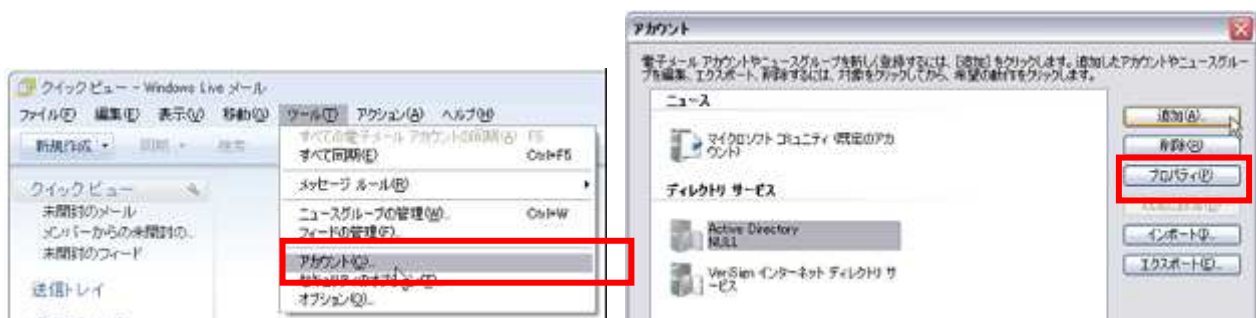 クイックビュー - Windows Live メール
ファイル(F) 編集(E) 表示(V) 移動(O) ツール(T) アクション(A) ヘルプ(H)
新規作成
同期
検索
すべての電子メール アカウントの同期(A) F5
すべて同期(E) Ctrl+F5
メッセージ ルール(R)
ニュースグループの管理(W)... Ctrl+W
フィードの管理(F)...
アカウント(C)...
セキュリティのオプション(S)...
オプション(O)...
クイックビュー
未開封のメール
メンバーからの未開封の...
未開封のフィード
送信トレイ
アカウント
電子メール アカウントやニュースグループを新しく登録するには、[追加] をクリックします。追加したアカウントやニュースグルー
プを編集、エクスポート、削除するには、対象をクリックしてから、希望の動作をクリックします。
ニュース
マイクロソフト コミュニティ (既定のアカ
ウント)
ディレクトリ サービス
Active Directory
NULL
VeriSign インターネット ディレクトリ サ
ービス
追加(A)...
削除(R)
プロパティ(P)
インポート(I)...
エクスポート(E)...